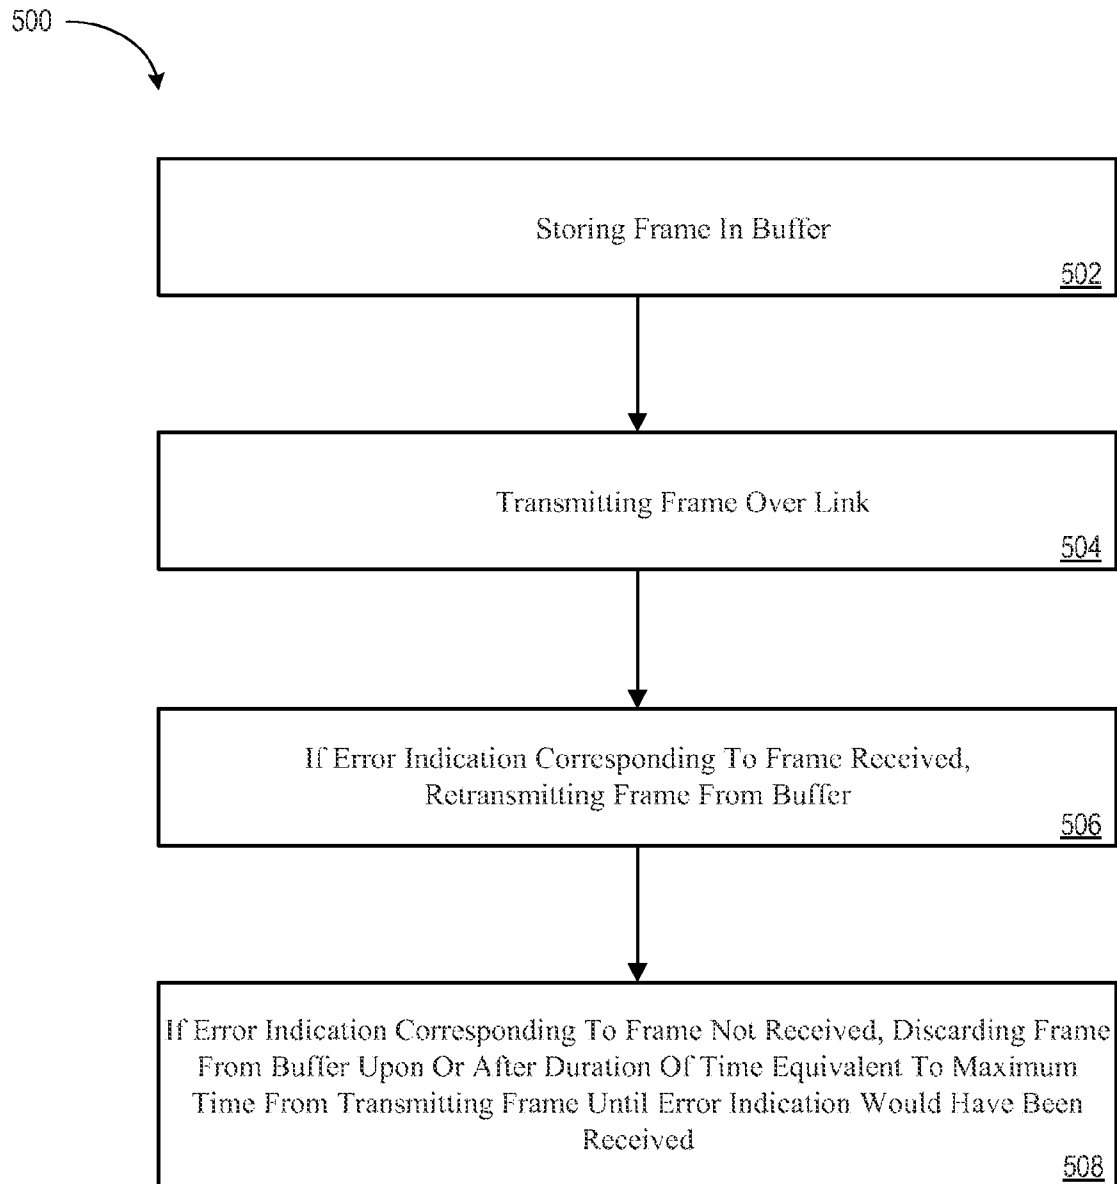 500
Storing Frame In Buffer
502
Transmitting Frame Over Link
504
If Error Indication Corresponding To Frame Received,
Retransmitting Frame From Buffer
506
If Error Indication Corresponding To Frame Not Received, Discarding Frame
From Buffer Upon Or After Duration Of Time Equivalent To Maximum
Time From Transmitting Frame Until Error Indication Would Have Been
Received
508